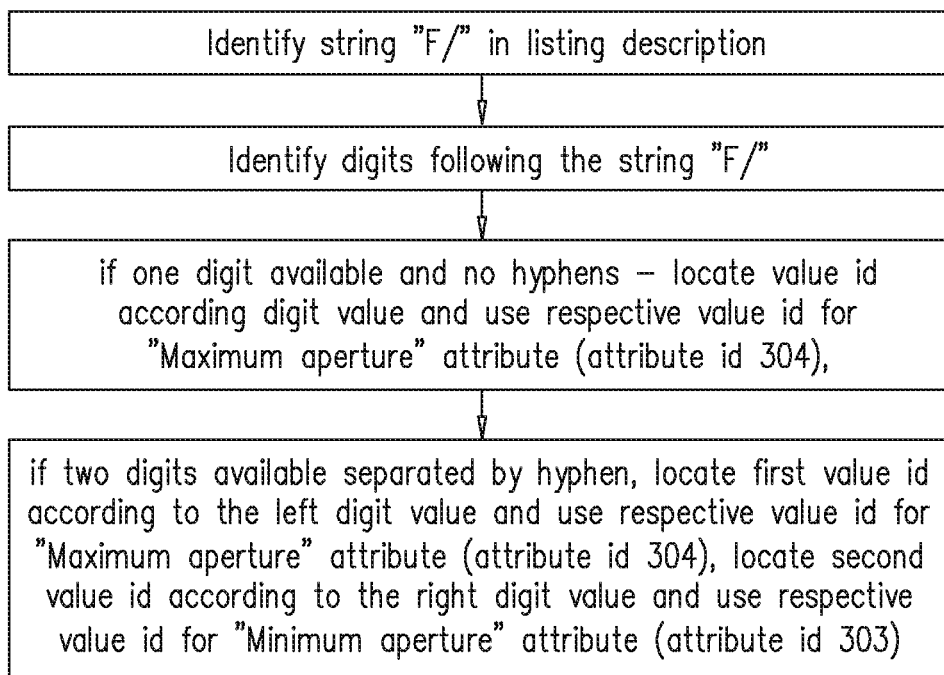 Identify string "F/" in listing description
Identify digits following the string "F/"
if one digit available and no hyphens – locate value id
according digit value and use respective value id for
"Maximum aperture" attribute (attribute id 304),
if two digits available separated by hyphen, locate first value id
according to the left digit value and use respective value id for
"Maximum aperture" attribute (attribute id 304), locate second
value id according to the right digit value and use respective
value id for "Minimum aperture" attribute (attribute id 303)